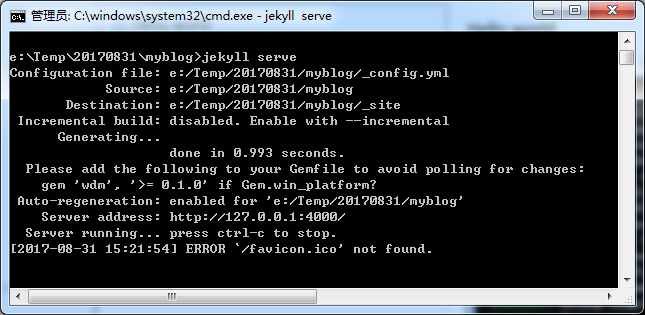 管理员: C:\windows\system32\cmd.exe - jekyll serve
e:\Temp\20170831\myblog>jekyll serve
Configuration file: e:/Temp/20170831/myblog/_config.yml
Source: e:/Temp/20170831/myblog
Destination: e:/Temp/20170831/myblog/_site
Incremental build: disabled. Enable with --incremental
Generating...
done in 0.993 seconds.
Please add the following to your Gemfile to avoid polling for changes:
gem 'wdm', '>= 0.1.0' if Gem.win_platform?
Auto-regeneration: enabled for 'e:/Temp/20170831/myblog'
Server address: http://127.0.0.1:4000/
Server running... press ctrl-c to stop.
[2017-08-31 15:21:54] ERROR `/favicon.ico' not found.